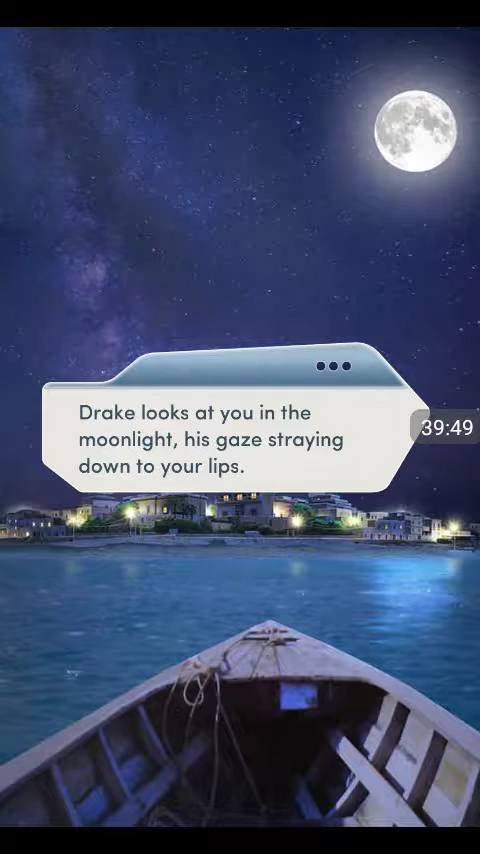 Drake looks at you in the
moonlight, his gaze straying
down to your lips.
39:49